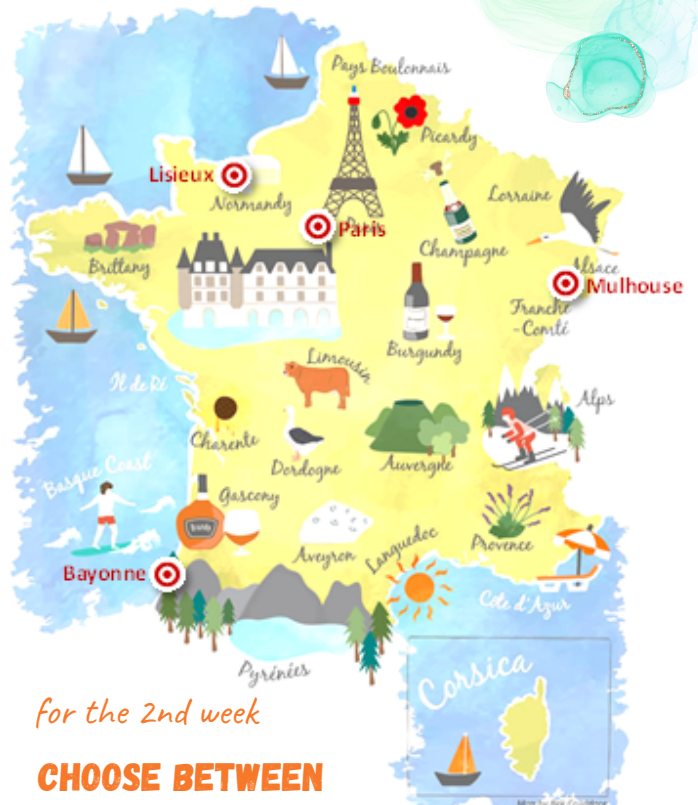 Pays Boulonnais
Picardy
Lisieux
Normandy
Lorraine
Paris
Champagne
Brittany
Alsace
Mulhouse
Franche
-Comté
Burgundy
Limousin
Il de Ré
Alps
Charente
Dordogne
Auvergne
Basque Coast
Gascony
Aveyron
Languedoc
Provence
Bayonne
Côte d'Azur
Pyrénées
Corsica
for the 2nd week
CHOOSE BETWEEN